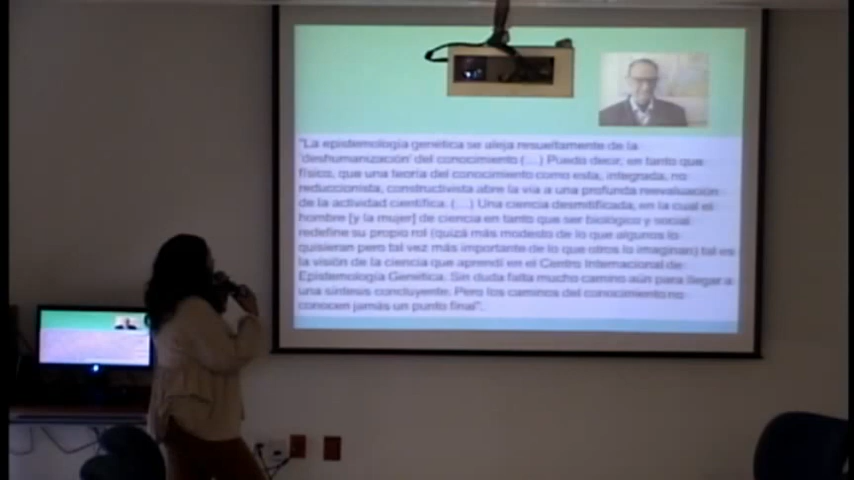 "La epistemología genética se aleja resueltamente de la
'deshumanización' del conocimiento (...) Puedo decir, en tanto que
físico, que una teoría del conocimiento como esta, integrada, no
reduccionista, constructivista abre la vía a una profunda reevaluación
de la actividad científica. (...) Una ciencia desmitificada, en la cual el
hombre [y la mujer] de ciencia en tanto que ser biológico y social
redefine su propio rol (quizá más modesto de lo que algunos lo
quisieran pero tal vez más importante de lo que otros lo imaginan) tal es
la visión de la ciencia que aprendí en el Centro Internacional de
Epistemología Genética. Sin duda falta mucho camino aún para llegar a
una síntesis concluyente. Pero los caminos del conocimiento no
conocen jamás un punto final".